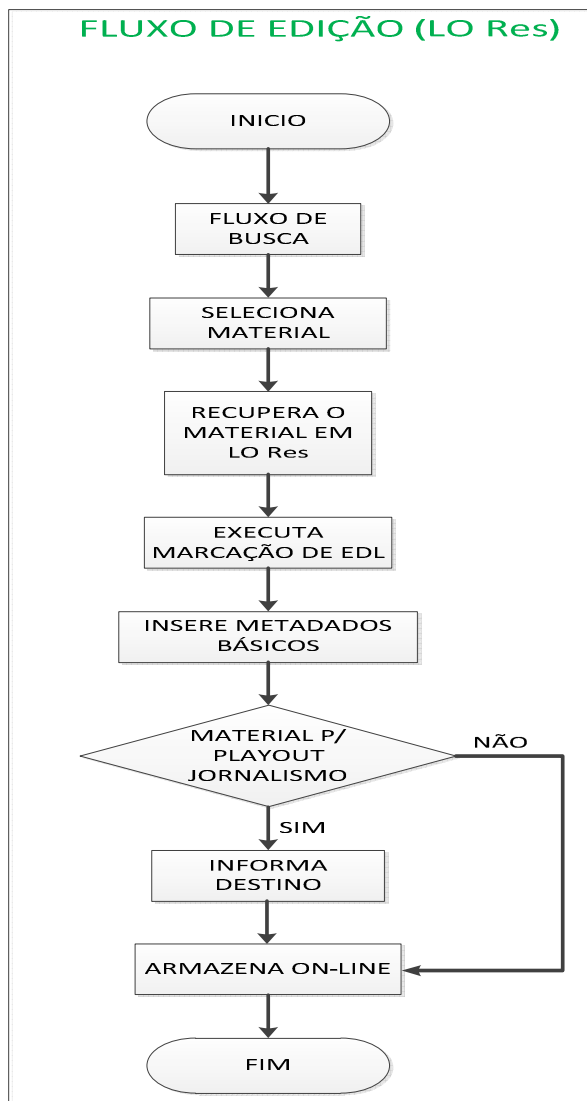 FLUXO DE EDIÇÃO (LO Res)
INICIO
FLUXO DE
BUSCA
SELECIONA
MATERIAL
RECUPERA O
MATERIAL EM
LO Res
EXECUTA
MARCAÇÃO DE EDL
INSERE METADADOS
BÁSICOS
MATERIAL P/
PLAYOUT
JORNALISMO
NÃO
SIM
INFORMA
DESTINO
ARMAZENA ON-LINE
FIM